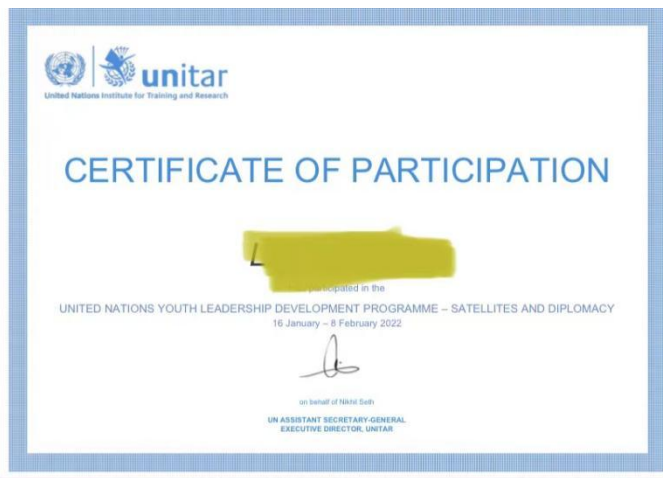 unitar
United Nations Institute for Training and Research
CERTIFICATE OF PARTICIPATION
participated in the
UNITED NATIONS YOUTH LEADERSHIP DEVELOPMENT PROGRAMME – SATELLITES AND DIPLOMACY
16 January – 8 February 2022
on behalf of Nikhil Seth
UN ASSISTANT SECRETARY-GENERAL
EXECUTIVE DIRECTOR, UNITAR